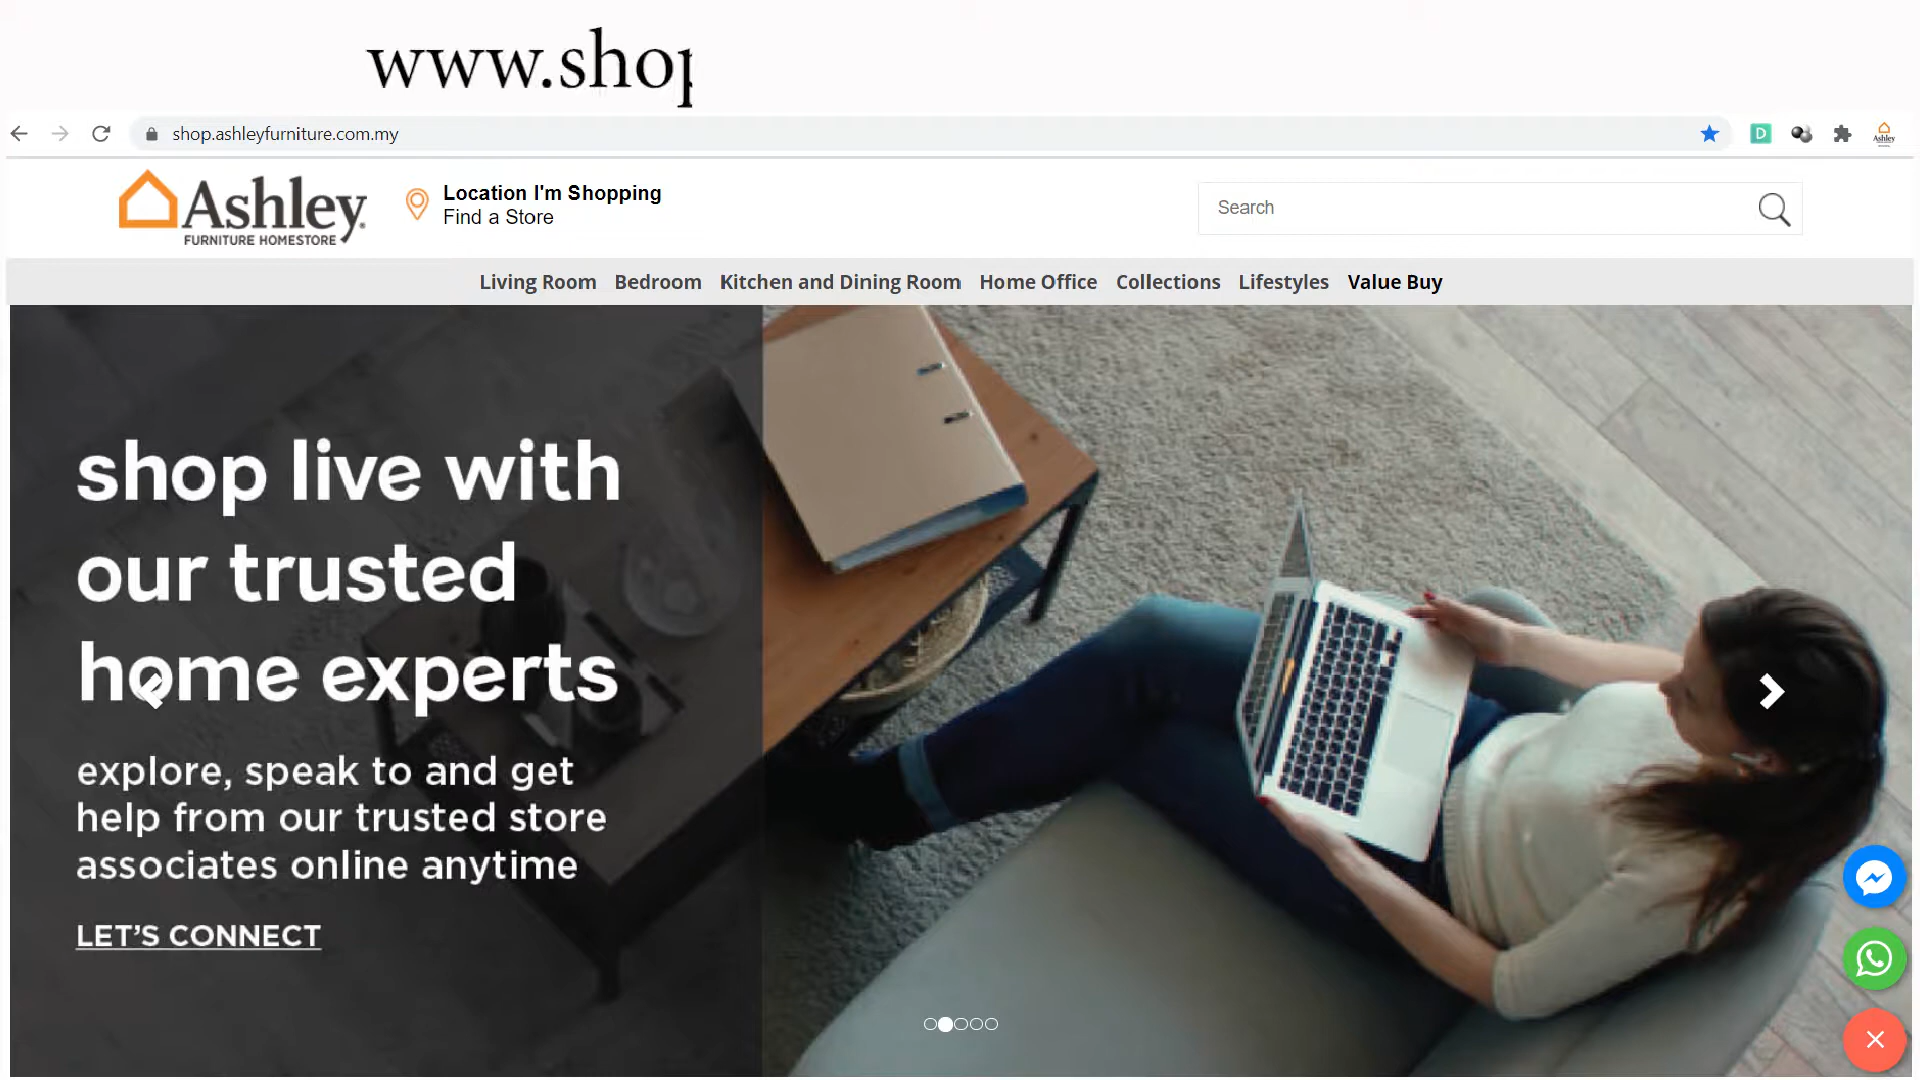 www.shop
shop.ashleyfurniture.com.my
D
Ashley
Ashley
FURNITURE HOMESTORE
Location I'm Shopping
Find a Store
Search
Living Room Bedroom Kitchen and Dining Room Home Office Collections Lifestyles Value Buy
shop live with
our trusted
home experts
explore, speak to and get
help from our trusted store
associates online anytime
LET'S CONNECT